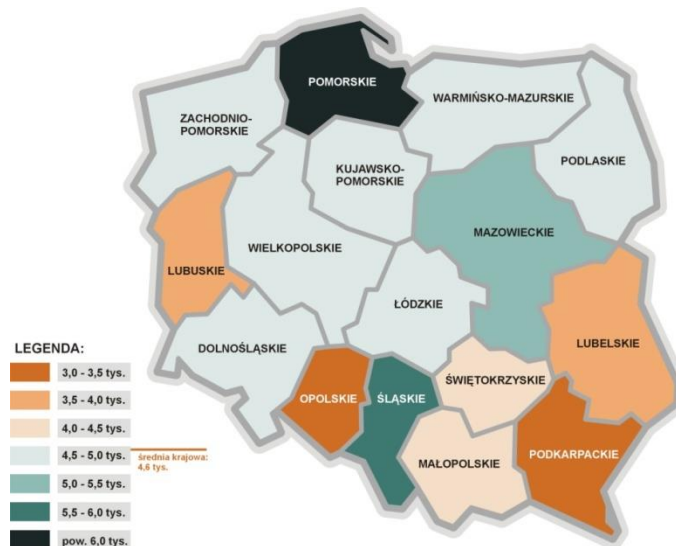 POMORSKIE
WARMIŃSKO-MAZURSKIE
ZACHODNIO-
POMORSKIE
KUJAWSKO-
POMORSKIE
PODLASKIE
MAZOWIECKIE
WIELKOPOLSKIE
LUBUSKIE
ŁÓDZKIE
LUBELSKIE
DOLNOŚLĄSKIE
OPOLSKIE
ŚLĄSKIE
ŚWIĘTOKRZYSKIE
MAŁOPOLSKIE
PODKARPACKIE
LEGENDA:
3,0 - 3,5 tys.
3,5 - 4,0 tys.
4,0 - 4,5 tys.
4,5 - 5,0 tys.
średnia krajowa:
4,6 tys.
5,0 - 5,5 tys.
5,5 - 6,0 tys.
pow. 6,0 tys.